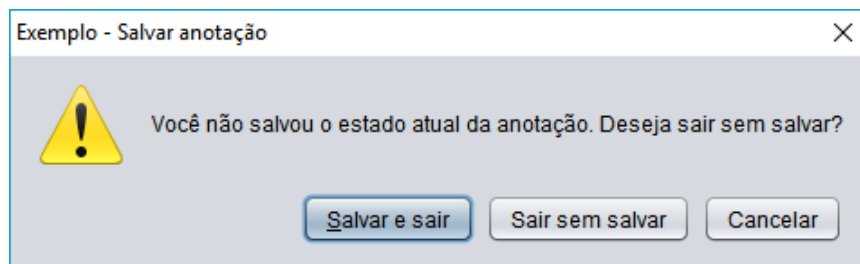 Exemplo - Salvar anotação
Você não salvou o estado atual da anotação. Deseja sair sem salvar?
Salvar e sair
Sair sem salvar
Cancelar